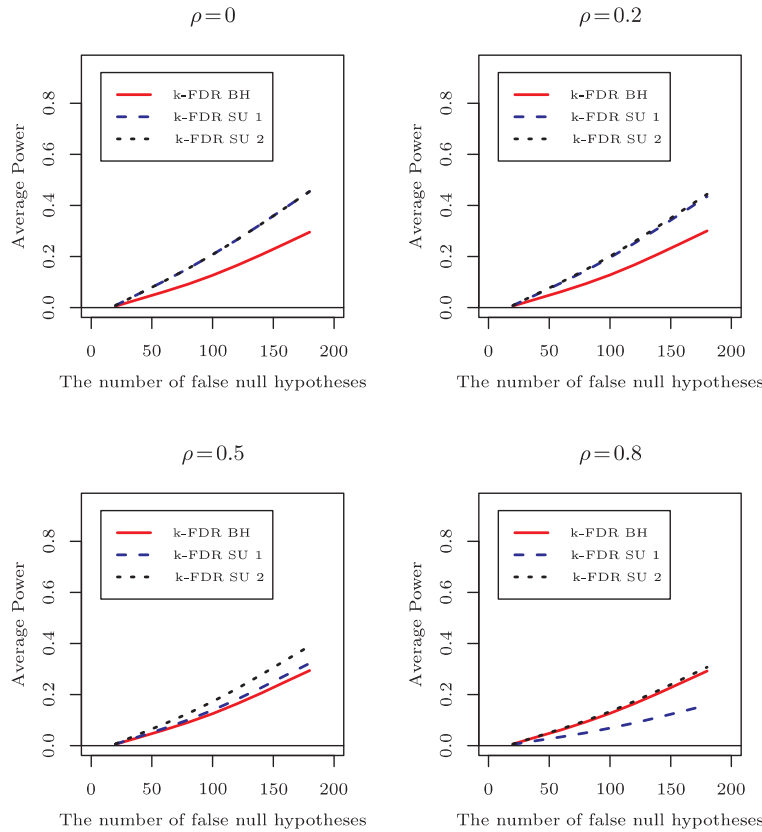 ρ=0
Average Power
0.0 0.2 0.4 0.6 0.8
k-FDR BH
k-FDR SU 1
k-FDR SU 2
0 50 100 150 200
The number of false null hypotheses
ρ=0.2
Average Power
0.0 0.2 0.4 0.6 0.8
k-FDR BH
k-FDR SU 1
k-FDR SU 2
0 50 100 150 200
The number of false null hypotheses
ρ=0.5
Average Power
0.0 0.2 0.4 0.6 0.8
k-FDR BH
k-FDR SU 1
k-FDR SU 2
0 50 100 150 200
The number of false null hypotheses
ρ=0.8
Average Power
0.0 0.2 0.4 0.6 0.8
k-FDR BH
k-FDR SU 1
k-FDR SU 2
0 50 100 150 200
The number of false null hypotheses